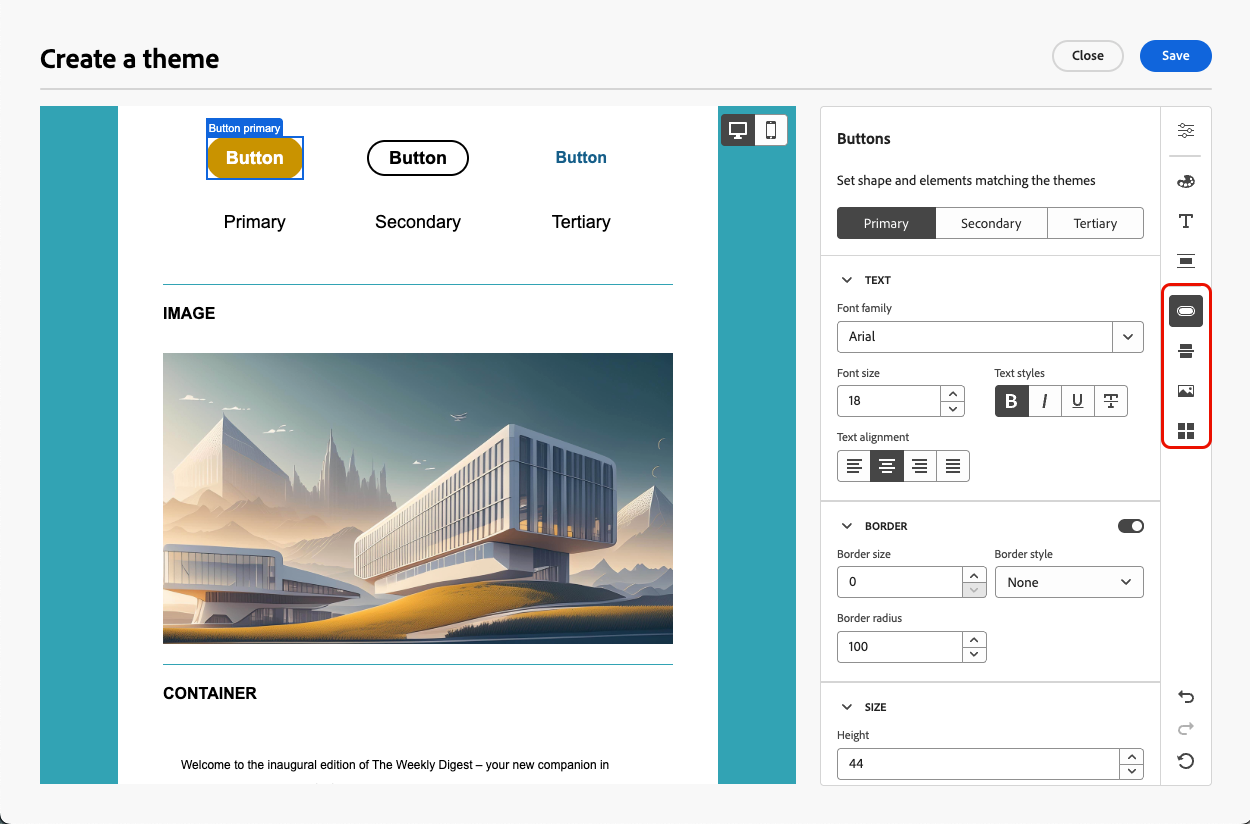 Create a theme
Close
Save
Button primary
Button
Button
Button
Primary
Secondary
Tertiary
IMAGE
CONTAINER
Welcome to the inaugural edition of The Weekly Digest – your new companion in
Buttons
Set shape and elements matching the themes
Primary
Secondary
Tertiary
TEXT
Font family
Arial
Font size
Text styles
18
B I U T
Text alignment
BORDER
Border size
Border style
0
None
Border radius
100
SIZE
Height
44
T